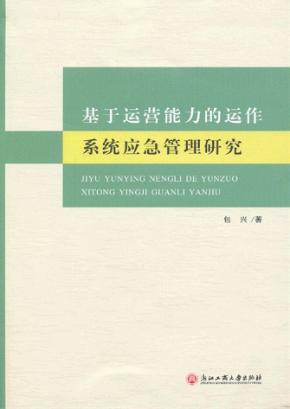 基于运营能力的运作
系统应急管理研究
JIYU YUNYING NENGLI DE YUNZUO
XITONG YINGJI GUANLI YANJIU
包 兴/著
浙江工商大学出版社